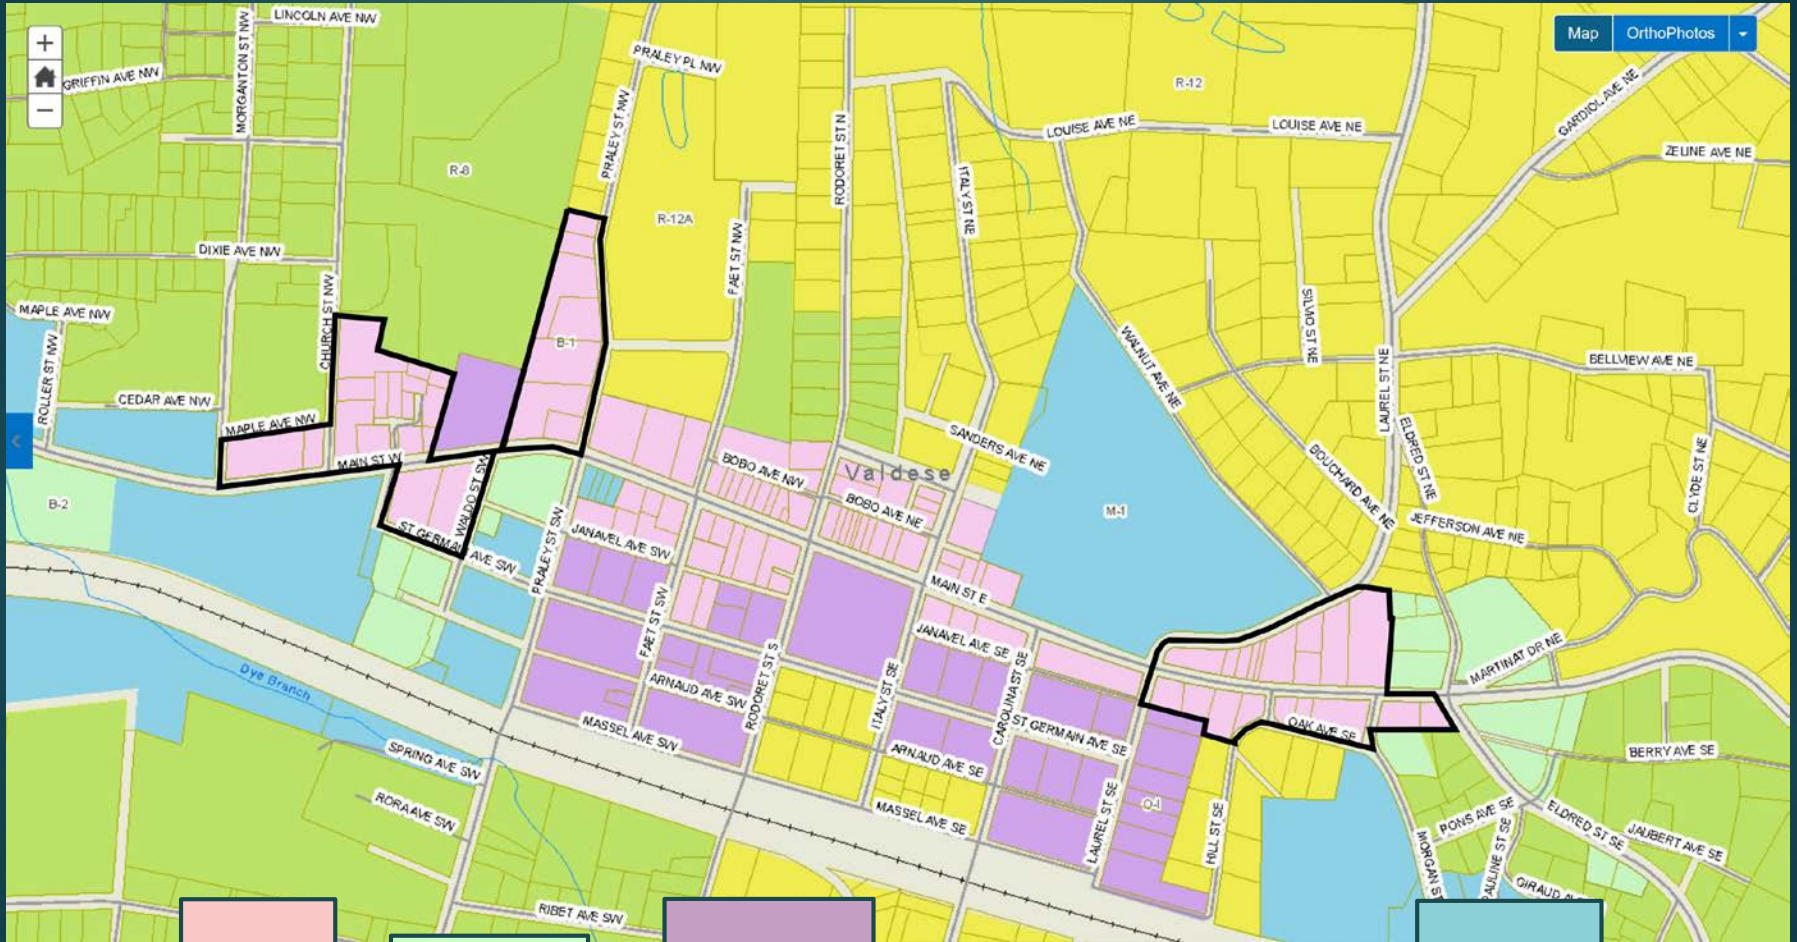 LINCOLN AVE NW
+
Map
OrthoPhotos
GRIFFIN AVE NW
MORGANTON ST NW
PRALEY PL NW
R-12
GARDIOL AVE NE
−
PRALEY ST NW
RODORET ST N
LOUISE AVE NE
LOUISE AVE NE
ZELINE AVE NE
R-8
ITALY ST NE
R-12A
DIXIE AVE NW
FAET ST NW
CHURCH ST NW
MAPLE AVE NW
SILMO ST NE
ROLLER ST NW
B-1
WALNUT AVE NE
LAUREL ST NE
BELLVIEW AVE NE
CEDAR AVE NW
MAPLE AVE NW
SANDERS AVE NE
ELDRED ST NE
MAIN ST W
BOBO AVE NW
Valdese
BOUCHARD AVE NE
CLYDE ST NE
WALDO ST SW
B-2
BOBO AVE NE
M-1
JEFFERSON AVE NE
ST GERMAIN AVE SW
PRALEY ST SW
JANAVEL AVE SW
MAIN ST E
FAET ST SW
JANAVEL AVE SE
MARTINAT DR NE
Dye Branch
ARNAUD AVE SW
RODORET ST S
ITALY ST SE
CAROLINA ST SE
MASSEL AVE SW
ST GERMAIN AVE SE
OAK AVE SE
SPRING AVE SW
ARNAUD AVE SE
BERRY AVE SE
RORA AVE SW
MASSEL AVE SE
LAUREL ST SE
O-I
HILL ST SE
PONS AVE SE
ELDRED ST SE
JAUBERT AVE SE
MORGAN ST
PAULINE ST SE
GIRAUD
RIBET AVE SW